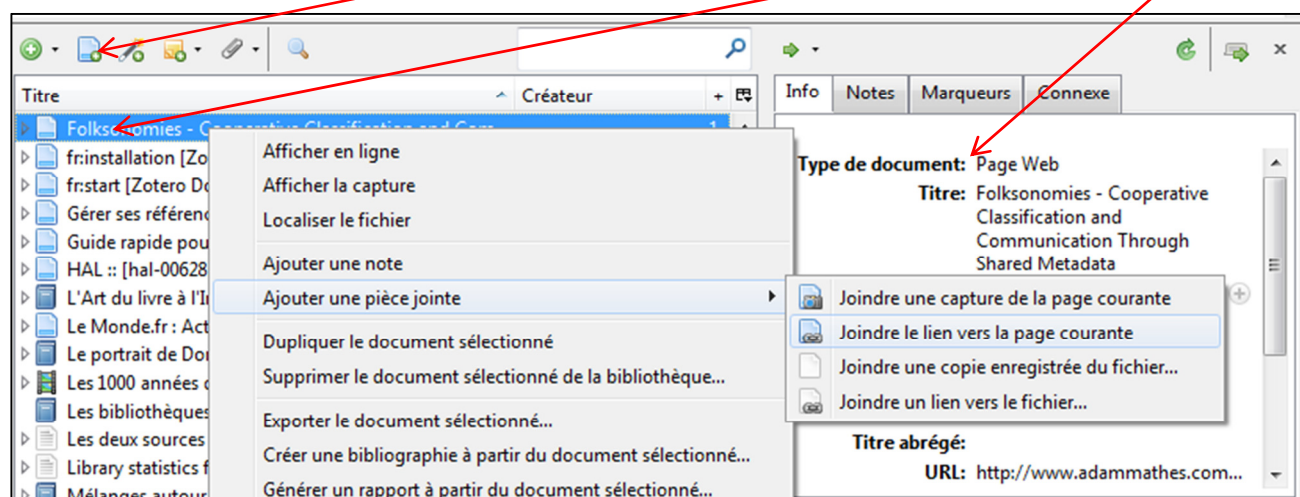 Titre Créateur +
Folksonomies - Cooperative Classification and Com... 1
fr:installation [Zo
fr:start [Zotero Do
Gérer ses référenc
Guide rapide pou
HAL :: [hal-00628
L'Art du livre à l'I
Le Monde.fr : Act
Le portrait de Dor
Les 1000 années
Les bibliothèques
Les deux sources
Library statistics f
Mélanges autour
Afficher en ligne
Afficher la capture
Localiser le fichier
Ajouter une note
Ajouter une pièce jointe
Dupliquer le document sélectionné
Supprimer le document sélectionné de la bibliothèque...
Exporter le document sélectionné...
Créer une bibliographie à partir du document sélectionné...
Générer un rapport à partir du document sélectionné...
Joindre une capture de la page courante
Joindre le lien vers la page courante
Joindre une copie enregistrée du fichier...
Joindre un lien vers le fichier...
Info Notes Marqueurs Connexe
Type de document: Page Web
Titre: Folksonomies - Cooperative
Classification and
Communication Through
Shared Metadata
Titre abrégé:
URL: http://www.adammathes.com...